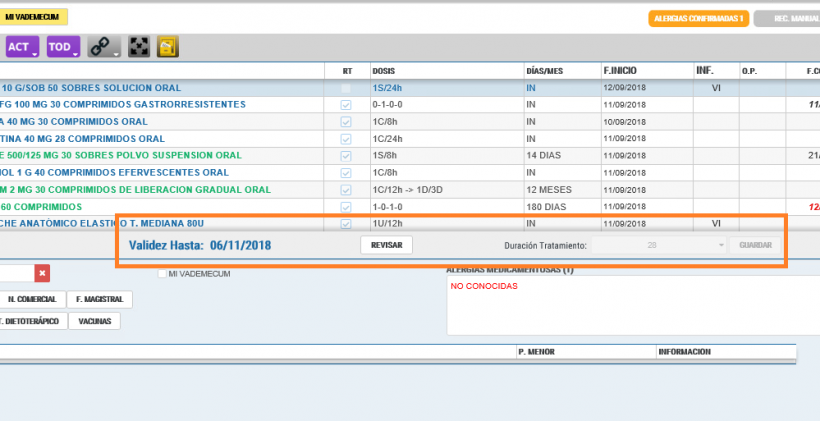 MI VADEMECUM
ALERGIAS CONFIRMADAS 1 REC. MANUAL
ACT TOD
RT DOSIS DÍAS/MES F.INICIO INF. O.P. F.CO
10 G/SOB 50 SOBRES SOLUCION ORAL 1S/24h IN 12/09/2018 VI
FG 100 MG 30 COMPRIMIDOS GASTRORRESISTENTES 0-1-0-0 IN 11/09/2018 11/
A 40 MG 30 COMPRIMIDOS ORAL 1C/8h IN 10/09/2018
TINA 40 MG 28 COMPRIMIDOS ORAL 1C/24h IN 11/09/2018
E 500/125 MG 30 SOBRES POLVO SUSPENSION ORAL 1S/8h 14 DIAS 11/09/2018 21/
OL 1 G 40 COMPRIMIDOS EFERVESCENTES ORAL 1C/8h IN 11/09/2018
M 2 MG 30 COMPRIMIDOS DE LIBERACION GRADUAL ORAL 1C/12h -> 1D/3D 12 MESES 11/09/2018
60 COMPRIMIDOS 1-0-1-0 180 DIAS 11/09/2018 12/
CHE ANATÓMICO ELASTICO T. MEDIANA 80U 1U/12h IN 11/09/2018 VI
Validez Hasta: 06/11/2018 REVISAR Duración Tratamiento: 28 GUARDAR
MI VADEMECUM
ALERGIAS MEDICAMENTOSAS (1)
NO CONOCIDAS
N. COMERCIAL F. MAGISTRAL
T. DIETOTERÁPICO VACUNAS
P. MENOR INFORMACION